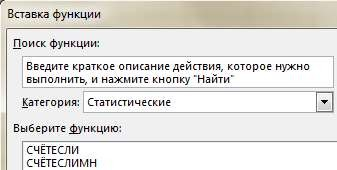 Вставка функции
Поиск функции:
Введите краткое описание действия, которое нужно
выполнить, и нажмите кнопку "Найти"
Категория: Статистические
Выберите функцию:
СЧЁТЕСЛИ
СЧЁТЕСЛИМН